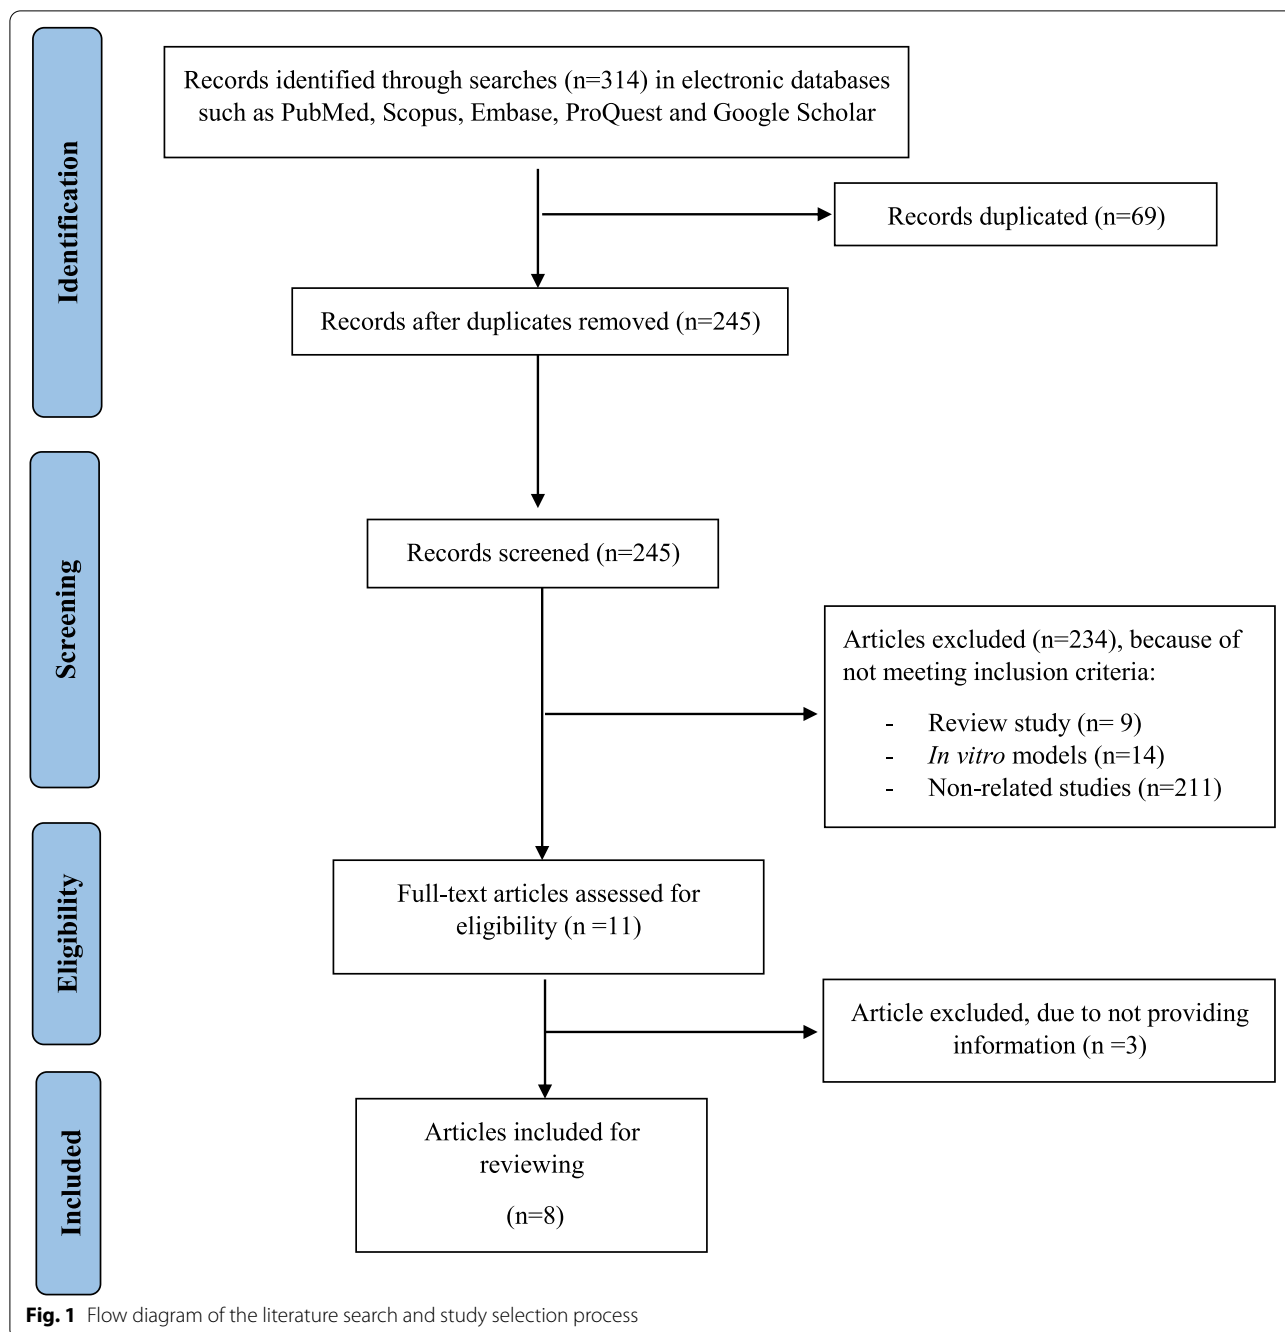 Identification
Records identified through searches (n=314) in electronic databases
such as PubMed, Scopus, Embase, ProQuest and Google Scholar
Records duplicated (n=69)
Records after duplicates removed (n=245)
Screening
Records screened (n=245)
Articles excluded (n=234), because of
not meeting inclusion criteria:
- Review study (n= 9)
- In vitro models (n=14)
- Non-related studies (n=211)
Eligibility
Full-text articles assessed for
eligibility (n =11)
Article excluded, due to not providing
information (n =3)
Included
Articles included for
reviewing
(n=8)
Fig. 1 Flow diagram of the literature search and study selection process